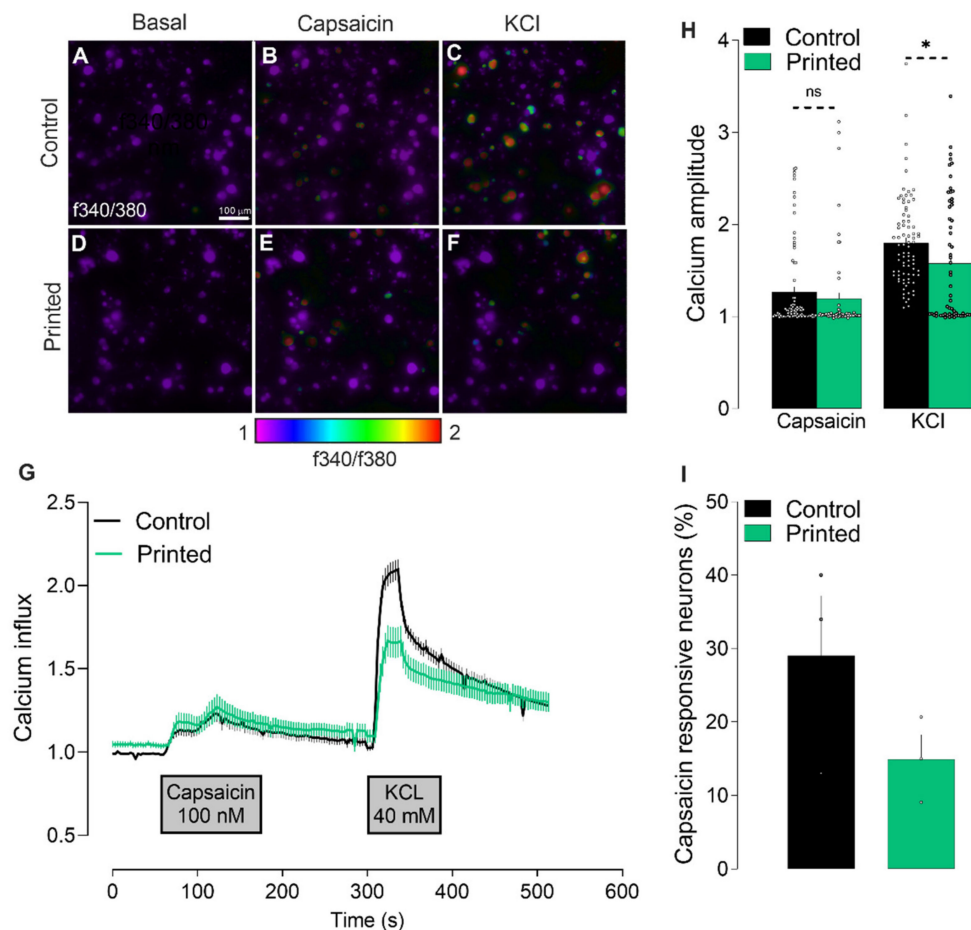 Basal
Capsaicin
KCl
Control
Printed
A
B
C
f340/380
100 µm
D
E
F
1
2
f340/f380
H
Control
Printed
ns
*
Calcium amplitude
4
3
2
1
0
Capsaicin
KCl
G
Control
Printed
Calcium influx
2.5
2.0
1.5
1.0
0.5
Capsaicin
100 nM
KCL
40 mM
0
100
200
300
400
500
600
Time (s)
I
Control
Printed
Capsaicin responsive neurons (%)
50
40
30
20
10
0